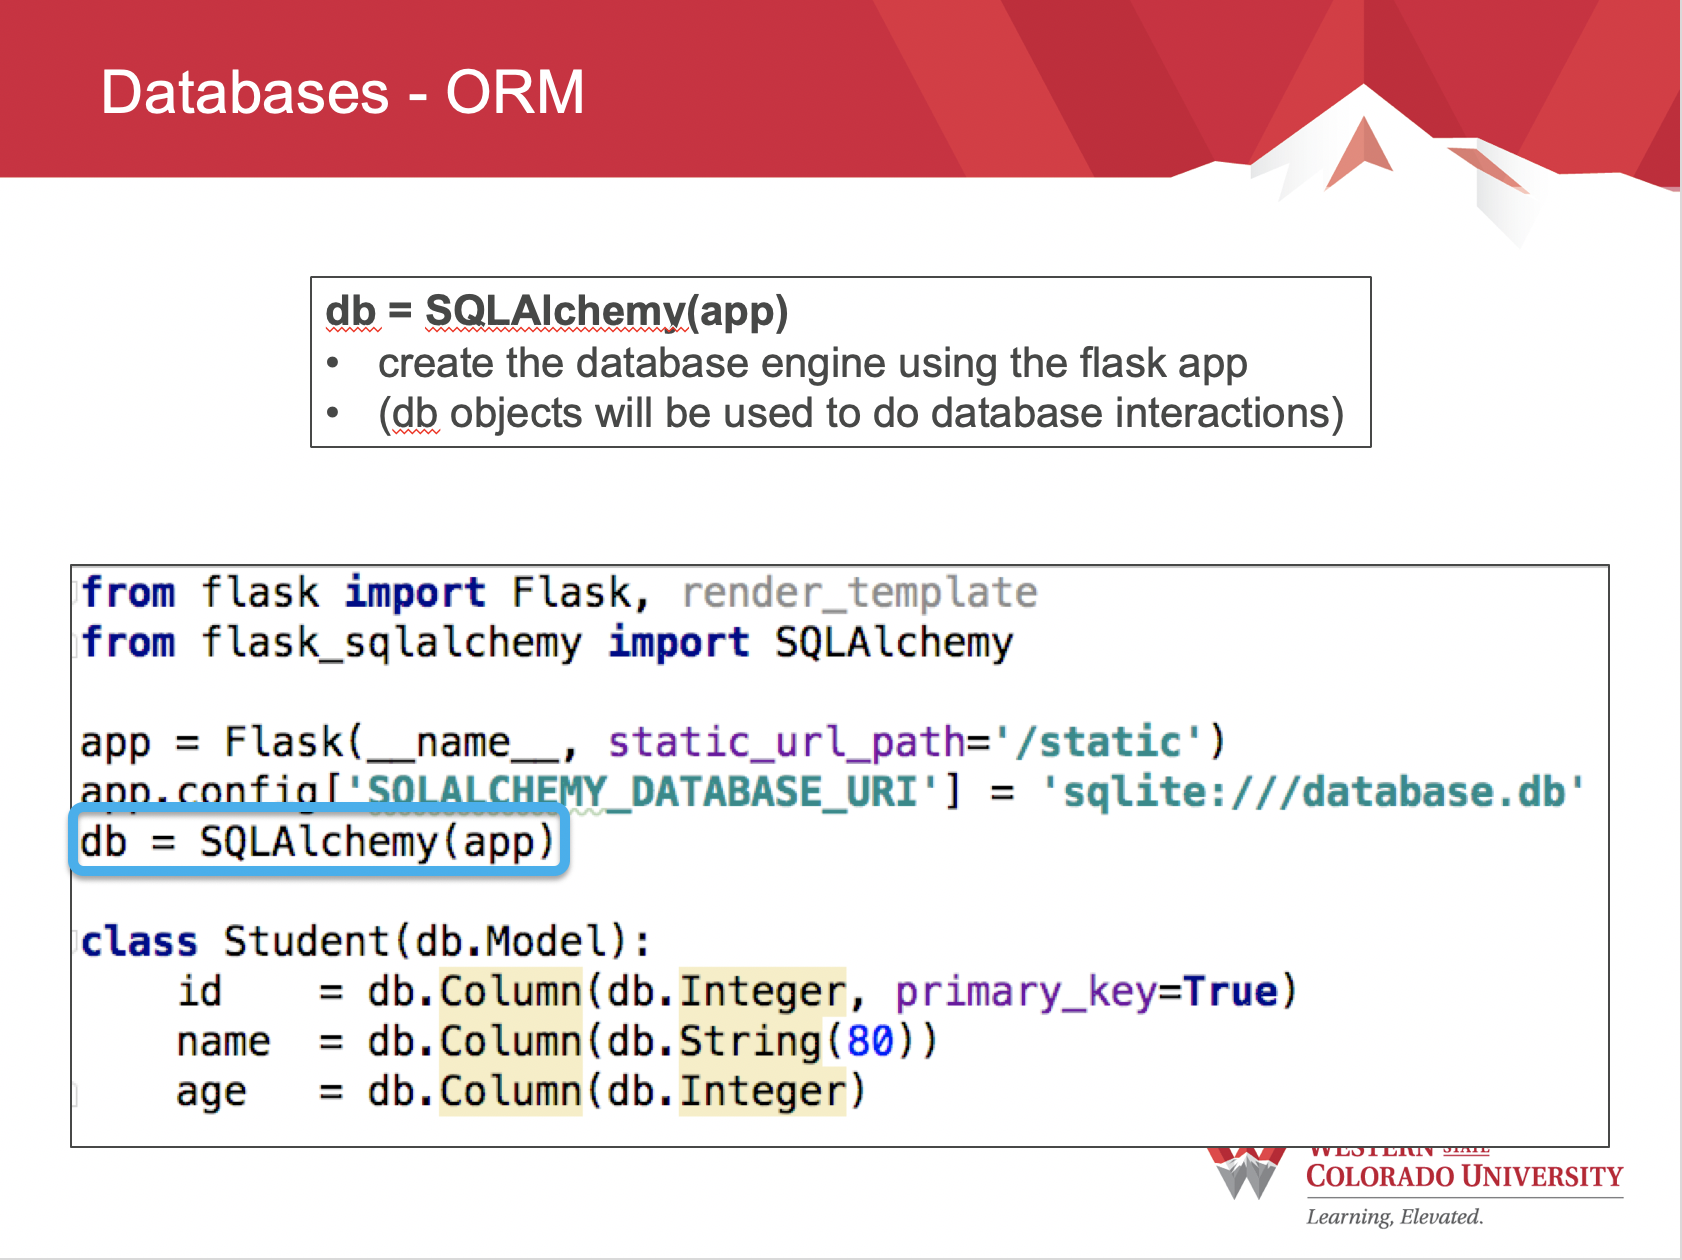 Databases - ORM
db = SQLAlchemy(app)
• create the database engine using the flask app
• (db objects will be used to do database interactions)
from flask import Flask, render_template
from flask_sqlalchemy import SQLAlchemy
app = Flask(__name__, static_url_path='/static')
app.config['SQLALCHEMY_DATABASE_URI'] = 'sqlite:///database.db'
db = SQLAlchemy(app)
class Student(db.Model):
    id    = db.Column(db.Integer, primary_key=True)
    name  = db.Column(db.String(80))
    age   = db.Column(db.Integer)
WESTERN STATE
COLORADO UNIVERSITY
Learning, Elevated.